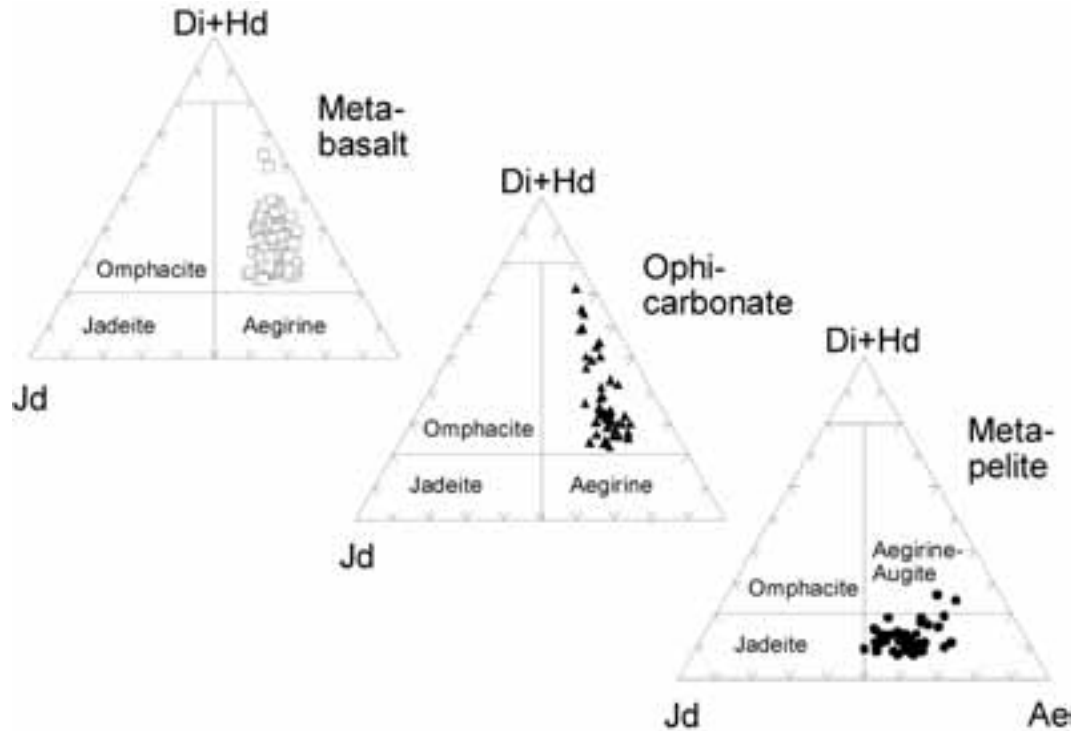 Di+Hd
Meta-
basalt
Omphacite
Jadeite
Aegirine
Jd
Di+Hd
Ophi-
carbonate
Omphacite
Jadeite
Aegirine
Jd
Di+Hd
Meta-
pelite
Aegirine-
Augite
Omphacite
Jadeite
Jd